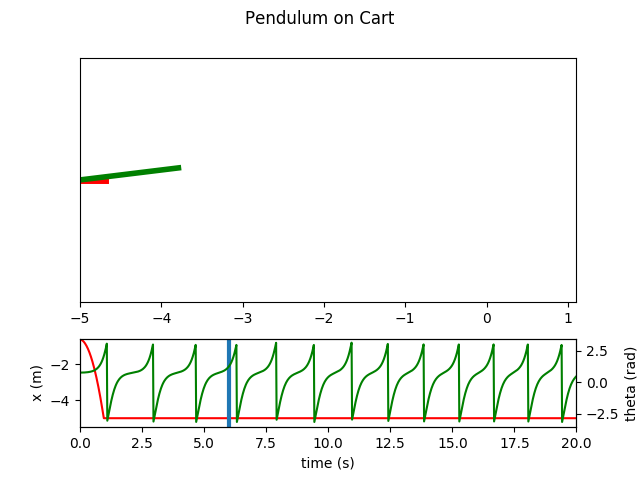 Pendulum on Cart
−5 −4 −3 −2 −1 0 1
x (m)
−2
−4
2.5
0.0
−2.5
theta (rad)
0.0 2.5 5.0 7.5 10.0 12.5 15.0 17.5 20.0
time (s)